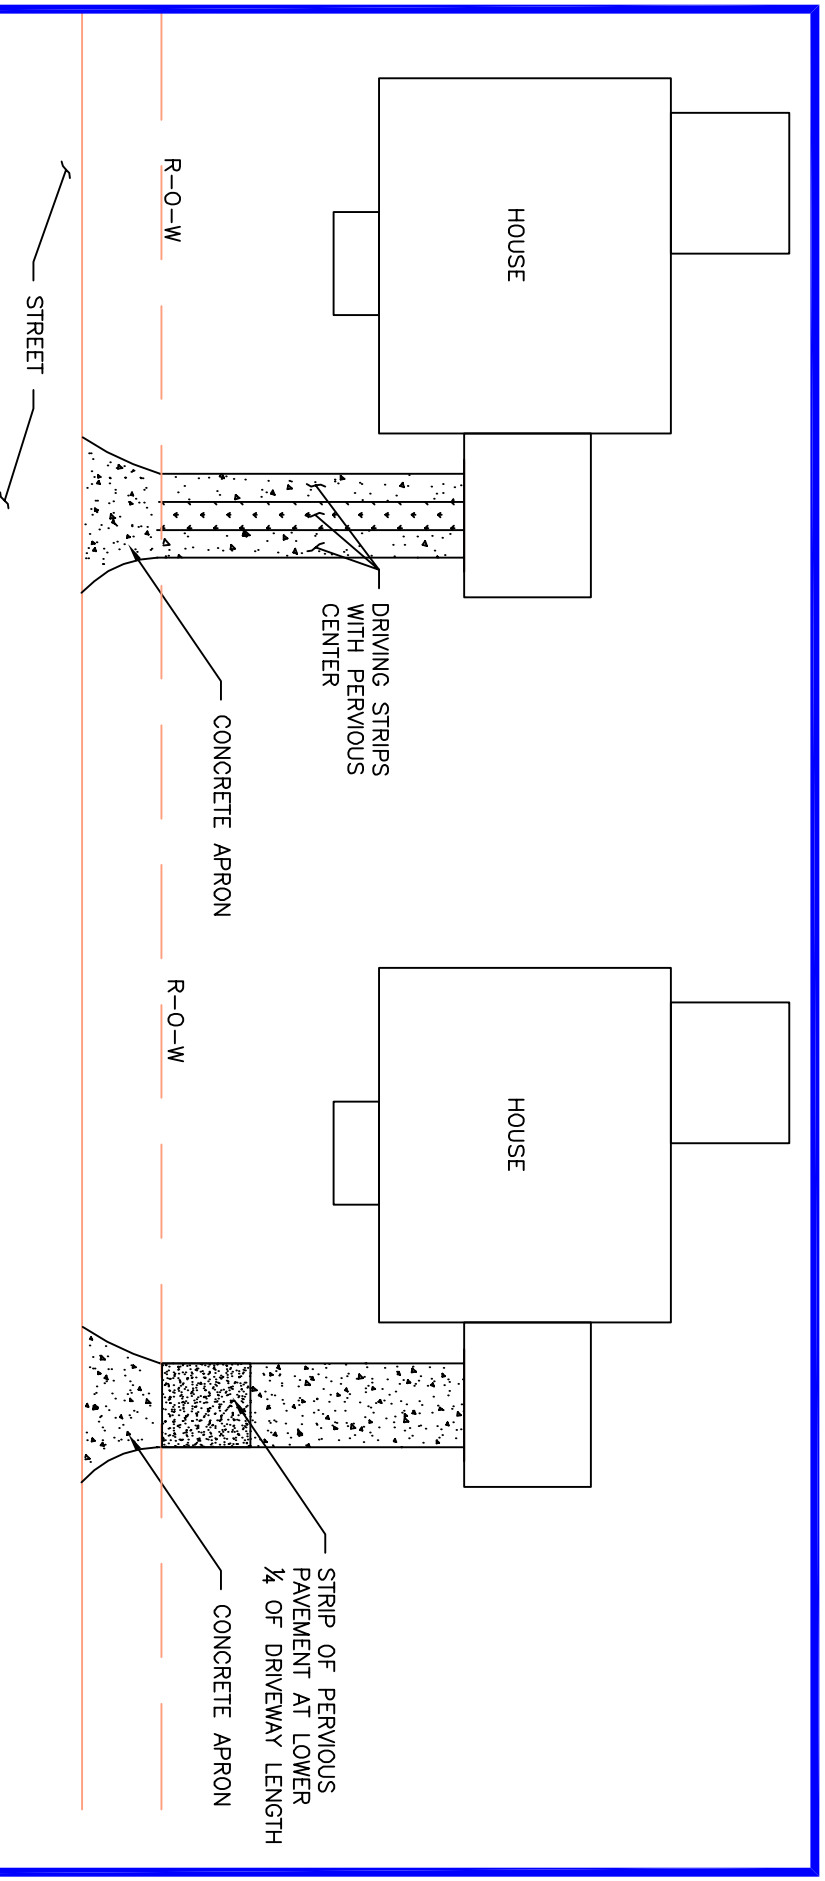 HOUSE
R-O-W
STREET
DRIVING STRIPS
WITH PERVIOUS
CENTER
CONCRETE APRON
HOUSE
R-O-W
STRIP OF PERVIOUS
PAVEMENT AT LOWER
¼ OF DRIVEWAY LENGTH
CONCRETE APRON